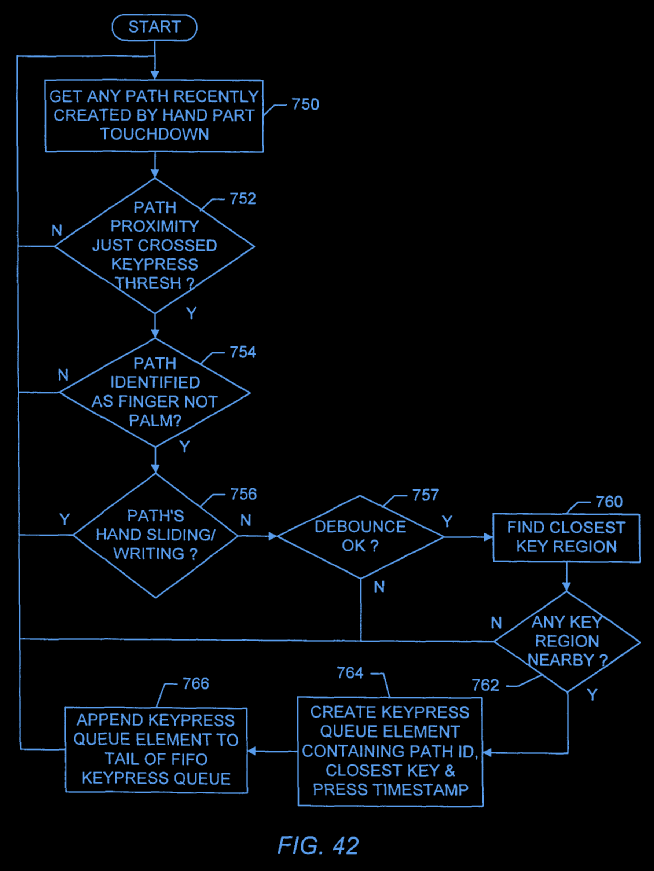 START
GET ANY PATH RECENTLY
CREATED BY HAND PART
TOUCHDOWN
750
752
PATH
PROXIMITY
JUST CROSSED
KEYPRESS
THRESH ?
N
Y
754
PATH
IDENTIFIED
AS FINGER NOT
PALM?
N
Y
756
PATH'S
HAND SLIDING/
WRITING ?
Y
N
757
DEBOUNCE
OK ?
Y
N
760
FIND CLOSEST
KEY REGION
ANY KEY
REGION
NEARBY ?
N
762
Y
764
CREATE KEYPRESS
QUEUE ELEMENT
CONTAINING PATH ID,
CLOSEST KEY &
PRESS TIMESTAMP
766
APPEND KEYPRESS
QUEUE ELEMENT TO
TAIL OF FIFO
KEYPRESS QUEUE
FIG. 42